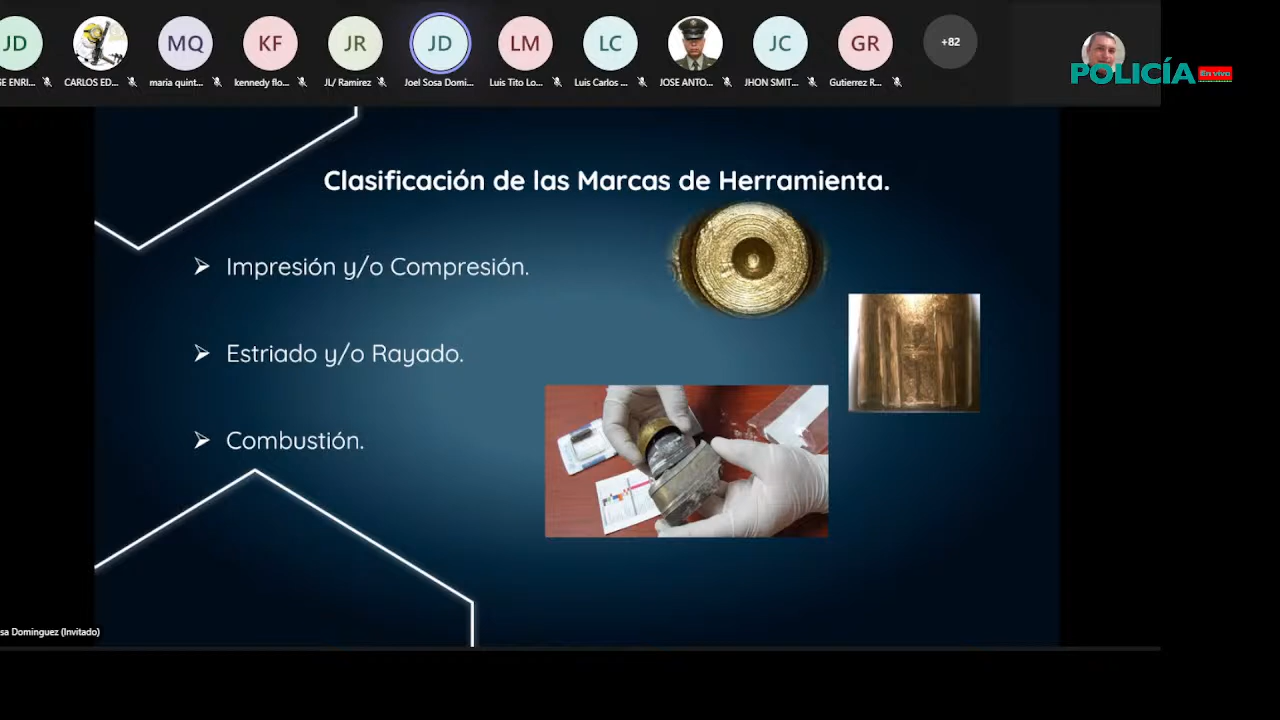 JD
MQ
KF
JR
JD
LM
LC
JC
GR
+82
SE ENRI...
CARLOS ED...
maria quint...
kennedy flo...
JL/ Ramirez
Joel Sosa Domi...
Luis Tito Lo...
Luis Carlos ...
JOSE ANTO...
JHON SMIT...
Gutierrez R...
POLICÍA En vivo
Clasificación de las Marcas de Herramienta.
Impresión y/o Compresión.
Estriado y/o Rayado.
Combustión.
sa Dominguez (Invitado)